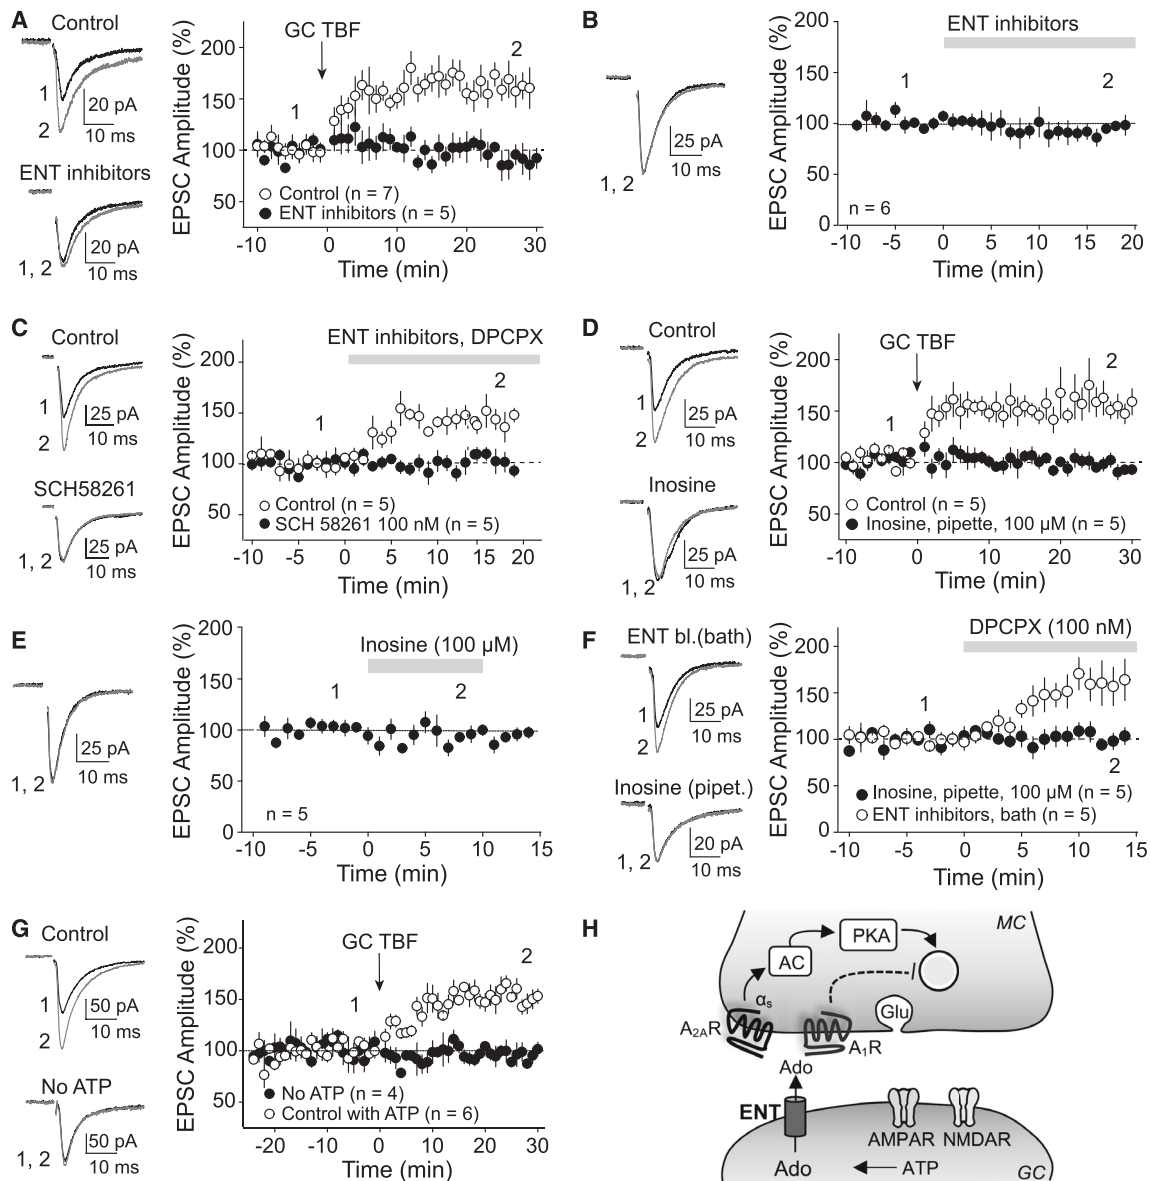 A
Control
1
2
20 pA
10 ms
ENT inhibitors
1, 2
20 pA
10 ms
EPSC Amplitude (%)
200
150
100
50
GC TBF
1
2
Control (n = 7)
ENT inhibitors (n = 5)
-10 0 10 20 30
Time (min)
B
1, 2
25 pA
10 ms
EPSC Amplitude (%)
200
150
100
50
0
ENT inhibitors
1
2
n = 6
-10 -5 0 5 10 15 20
Time (min)
C
Control
1
2
25 pA
10 ms
SCH58261
1, 2
25 pA
10 ms
EPSC Amplitude (%)
200
150
100
50
ENT inhibitors, DPCPX
1
2
Control (n = 5)
SCH 58261 100 nM (n = 5)
-10 -5 0 5 10 15 20
Time (min)
D
Control
1
2
25 pA
10 ms
Inosine
1, 2
25 pA
10 ms
EPSC Amplitude (%)
200
150
100
50
GC TBF
1
2
Control (n = 5)
Inosine, pipette, 100 µM (n = 5)
-10 0 10 20 30
Time (min)
E
1, 2
25 pA
10 ms
EPSC Amplitude (%)
200
150
100
50
0
Inosine (100 µM)
1
2
n = 5
-10 -5 0 5 10 15
Time (min)
F
ENT bl.(bath)
1
2
25 pA
10 ms
Inosine (pipet.)
1, 2
20 pA
10 ms
EPSC Amplitude (%)
200
150
100
50
0
DPCPX (100 nM)
1
2
Inosine, pipette, 100 µM (n = 5)
ENT inhibitors, bath (n = 5)
-10 -5 0 5 10 15
Time (min)
G
Control
1
2
50 pA
10 ms
No ATP
1, 2
50 pA
10 ms
EPSC Amplitude (%)
200
150
100
50
GC TBF
1
2
No ATP (n = 4)
Control with ATP (n = 6)
-20 -10 0 10 20 30
Time (min)
H
MC
PKA
AC
αs
Glu
A2AR
A1R
Ado
ENT
AMPAR NMDAR
Ado
ATP
GC